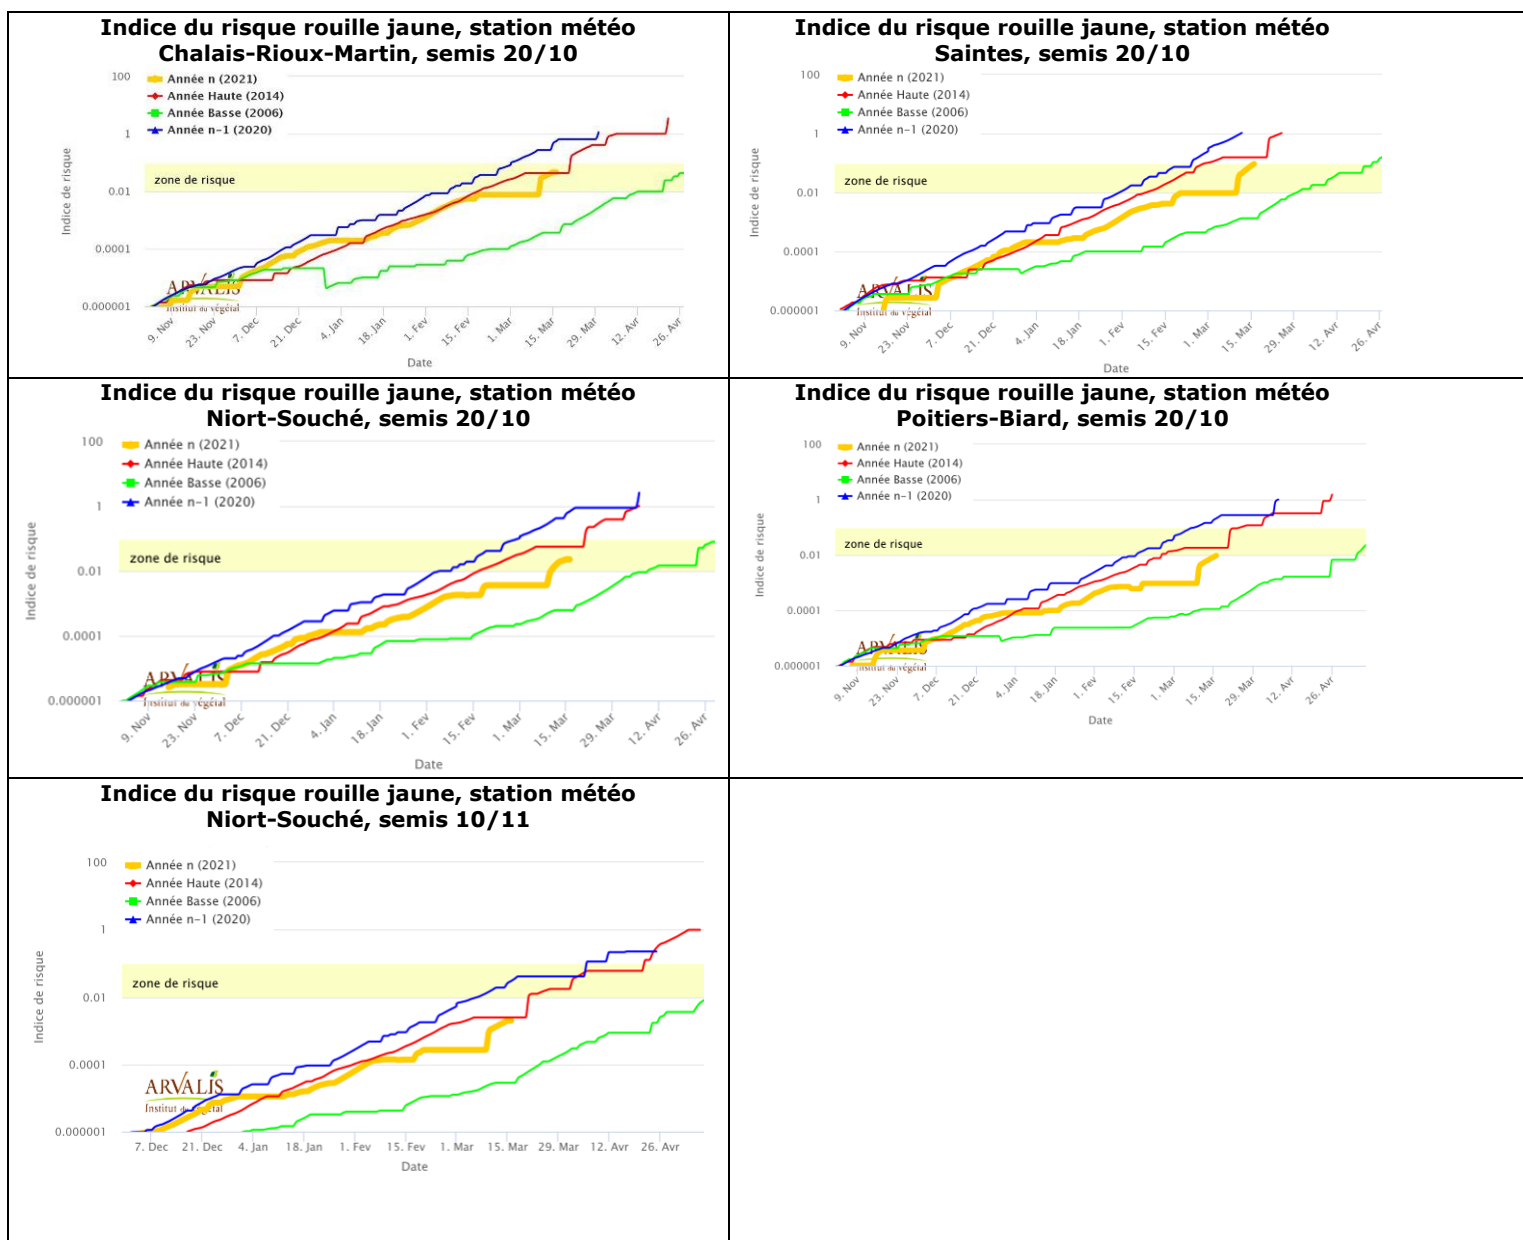 Indice du risque rouille jaune, station météo
Chalais-Rioux-Martin, semis 20/10
100
1
0.01
0.0001
0.000001
Indice de risque
Année n (2021)
Année Haute (2014)
Année Basse (2006)
Année n-1 (2020)
zone de risque
ARVALIS
Institut du végétal
9. Nov
23. Nov
7. Dec
21. Dec
4. Jan
18. Jan
1. Fev
15. Fev
1. Mar
15. Mar
29. Mar
12. Avr
26. Avr
Date
Indice du risque rouille jaune, station météo
Saintes, semis 20/10
100
1
0.01
0.0001
0.000001
Indice de risque
Année n (2021)
Année Haute (2014)
Année Basse (2006)
Année n-1 (2020)
zone de risque
ARVALIS
Institut du végétal
9. Nov
23. Nov
7. Dec
21. Dec
4. Jan
18. Jan
1. Fev
15. Fev
1. Mar
15. Mar
29. Mar
12. Avr
26. Avr
Date
Indice du risque rouille jaune, station météo
Niort-Souché, semis 20/10
100
1
0.01
0.0001
0.000001
Indice de risque
Année n (2021)
Année Haute (2014)
Année Basse (2006)
Année n-1 (2020)
zone de risque
ARVALIS
Institut du végétal
9. Nov
23. Nov
7. Dec
21. Dec
4. Jan
18. Jan
1. Fev
15. Fev
1. Mar
15. Mar
29. Mar
12. Avr
26. Avr
Date
Indice du risque rouille jaune, station météo
Poitiers-Biard, semis 20/10
100
1
0.01
0.0001
0.000001
Indice de risque
Année n (2021)
Année Haute (2014)
Année Basse (2006)
Année n-1 (2020)
zone de risque
ARVALIS
Institut du végétal
9. Nov
23. Nov
7. Dec
21. Dec
4. Jan
18. Jan
1. Fev
15. Fev
1. Mar
15. Mar
29. Mar
12. Avr
26. Avr
Date
Indice du risque rouille jaune, station météo
Niort-Souché, semis 10/11
100
1
0.01
0.0001
0.000001
Indice de risque
Année n (2021)
Année Haute (2014)
Année Basse (2006)
Année n-1 (2020)
zone de risque
ARVALIS
Institut du végétal
7. Dec
21. Dec
4. Jan
18. Jan
1. Fev
15. Fev
1. Mar
15. Mar
29. Mar
12. Avr
26. Avr
Date